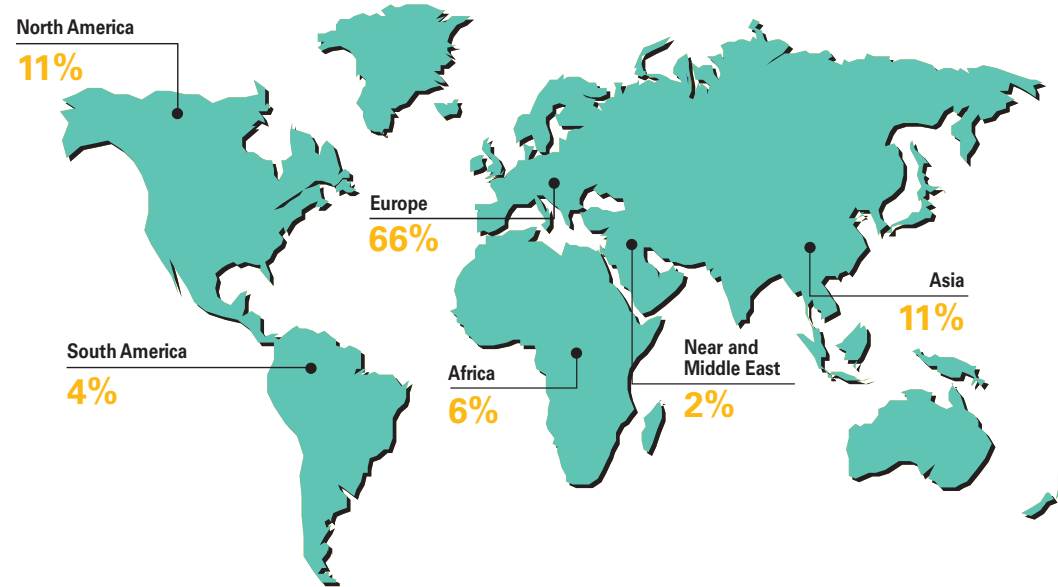 North America
11%
Europe
66%
Asia
11%
South America
4%
Africa
6%
Near and
Middle East
2%